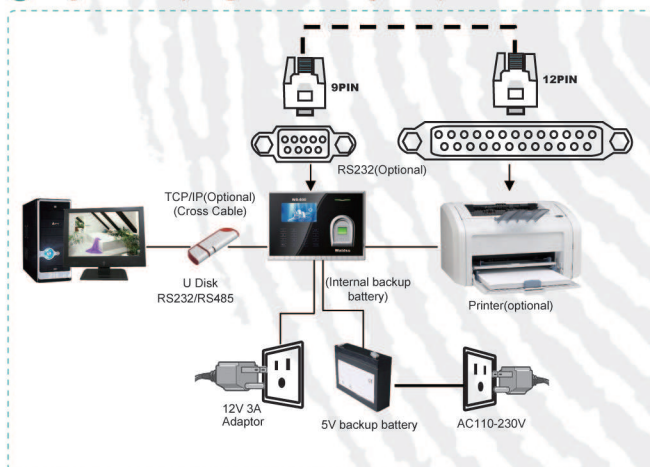 9PIN
12PIN
RS232(Optional)
TCP/IP(Optional)
(Cross Cable)
U Disk
RS232/RS485
(Internal backup
battery)
Printer(optional)
12V 3A
Adaptor
5V backup battery
AC110-230V